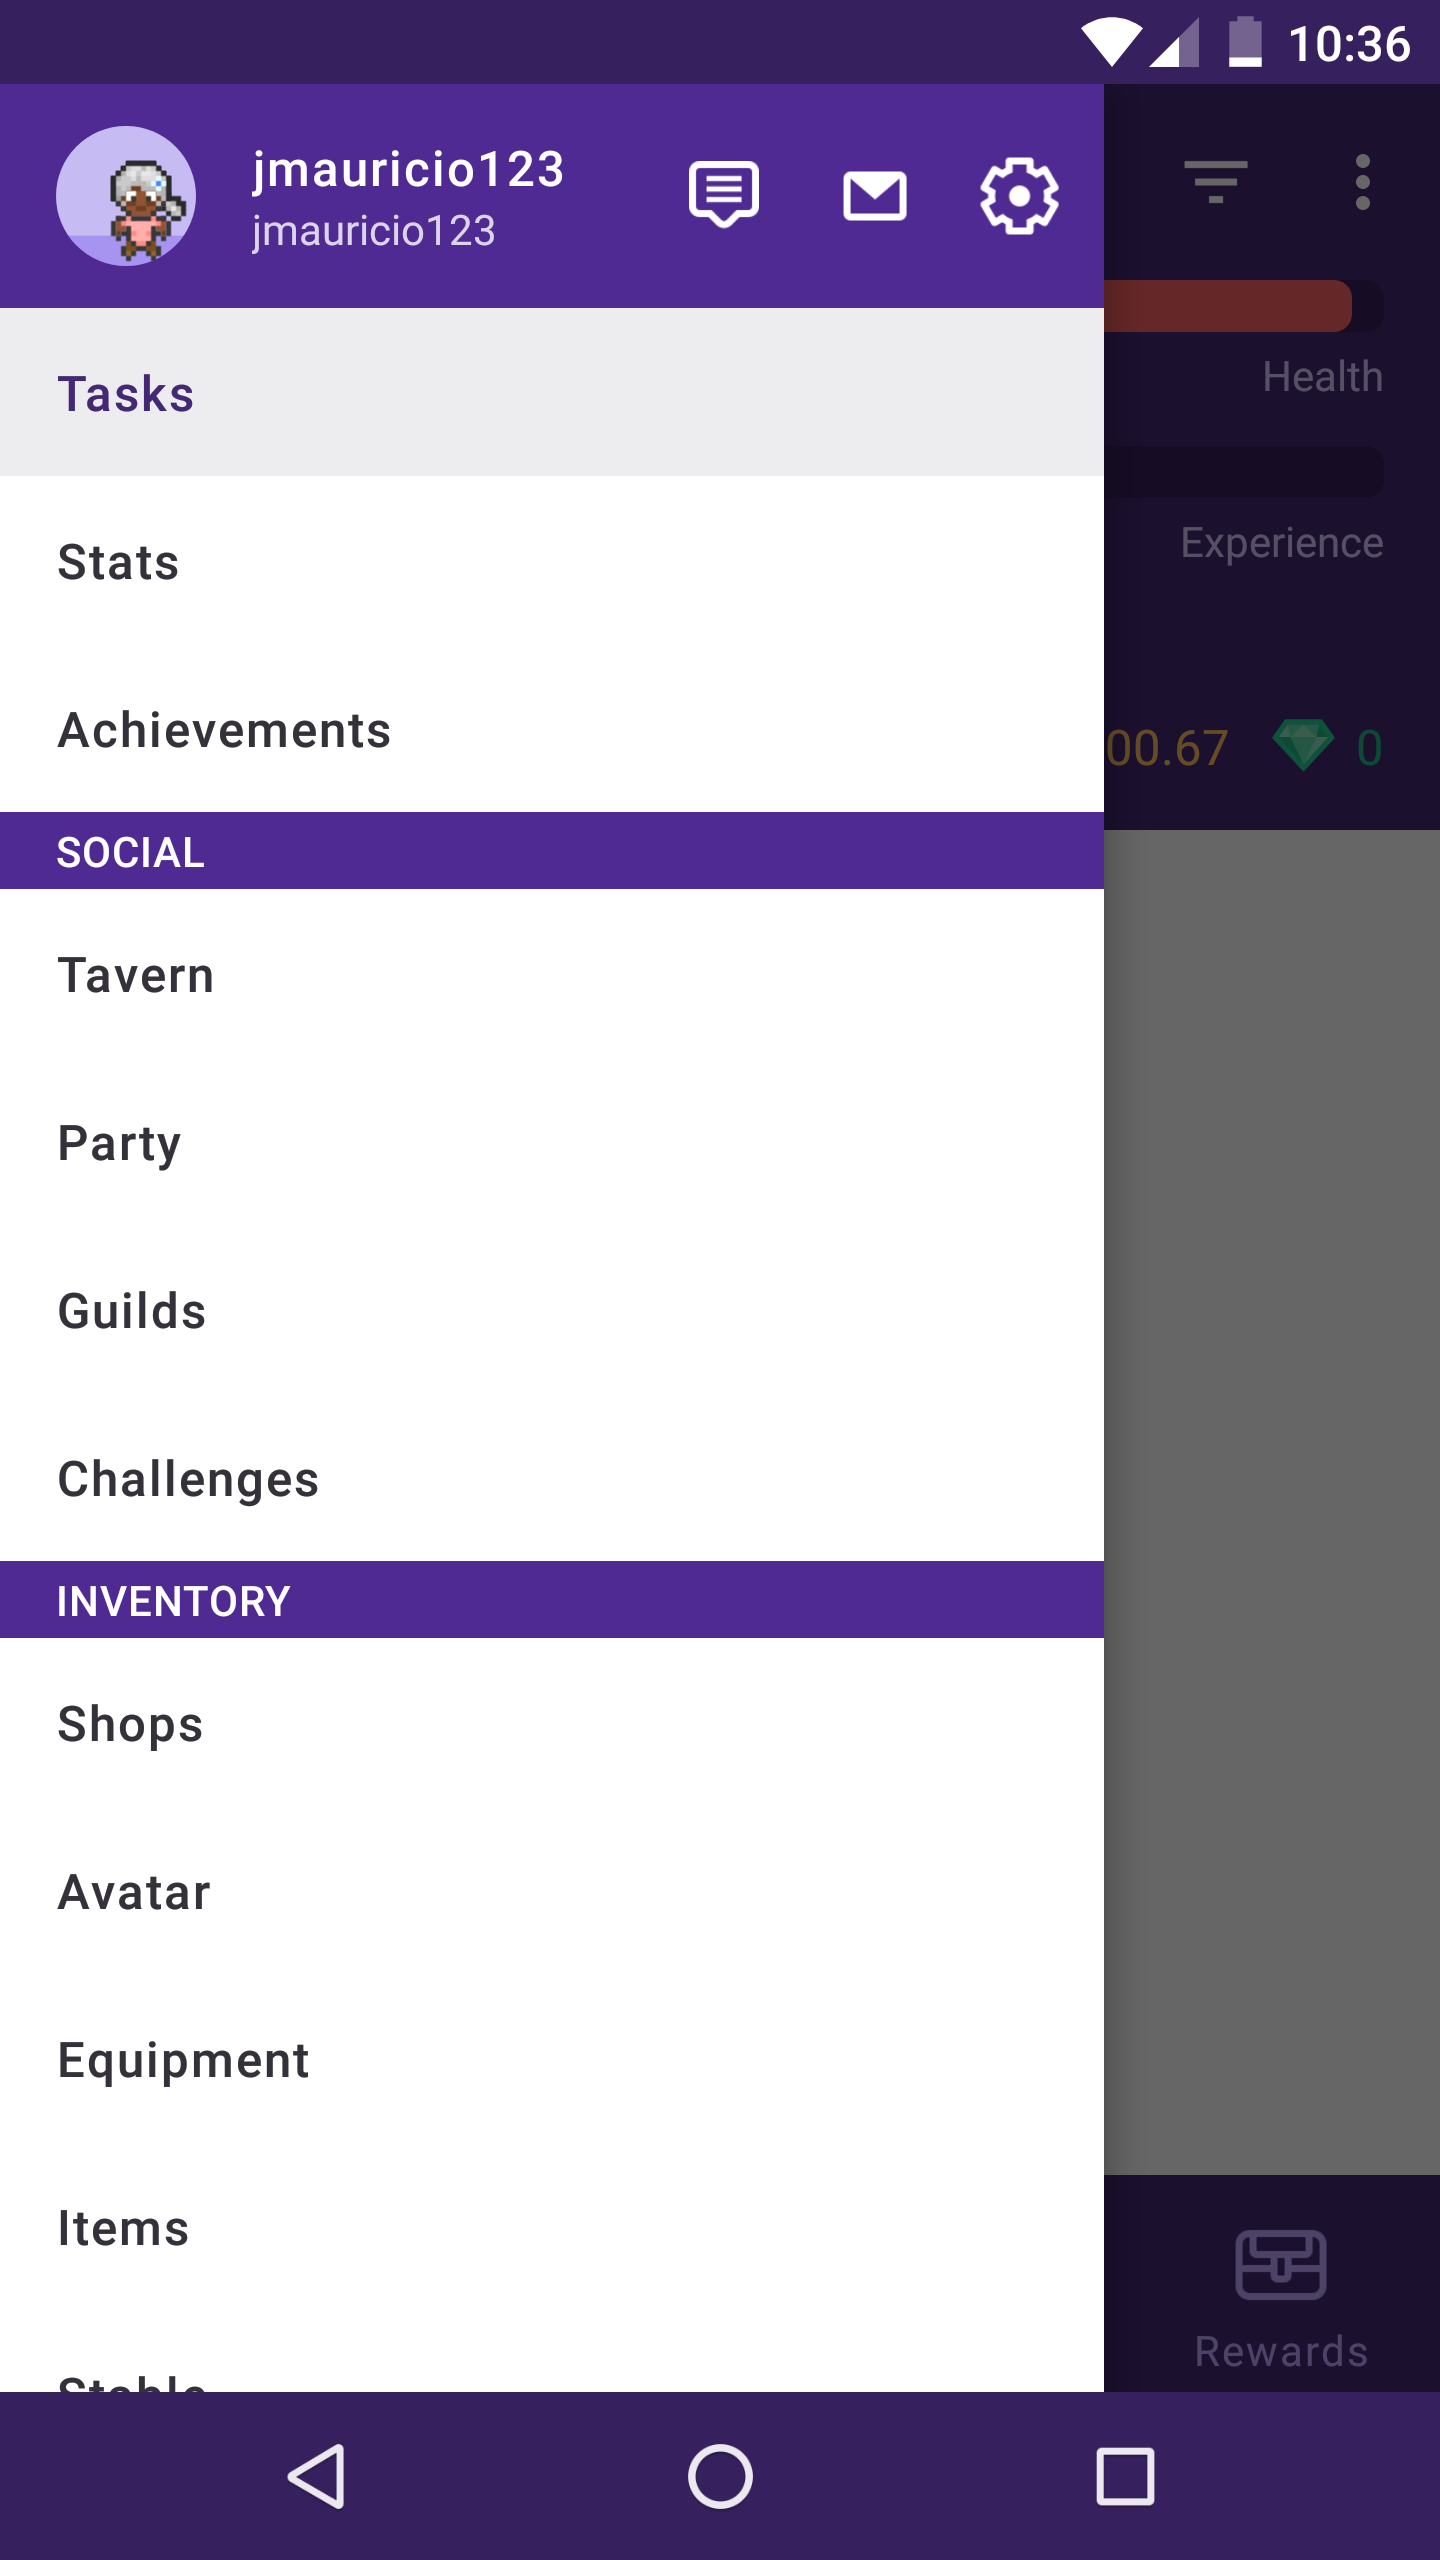 10:36
jmauricio123
jmauricio123
Health
Experience
00.67
0
Tasks
Stats
Achievements
SOCIAL
Tavern
Party
Guilds
Challenges
INVENTORY
Shops
Avatar
Equipment
Items
Stable
Rewards